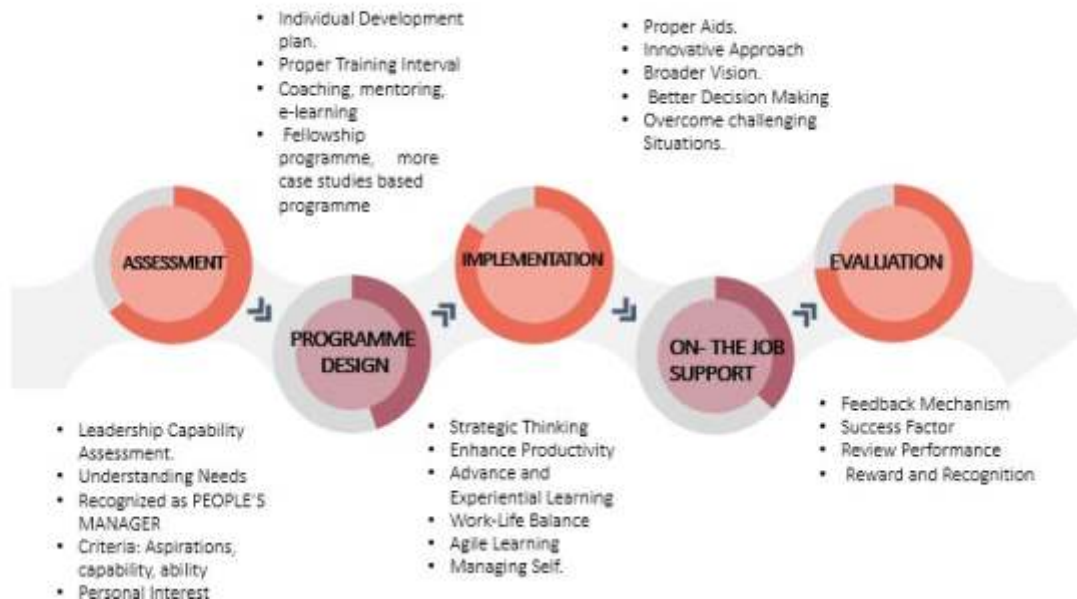 • Individual Development
plan.
• Proper Training Interval
• Coaching, mentoring,
e-learning
• Fellowship
programme, more
case studies based
programme
• Proper Aids.
• Innovative Approach
• Broader Vision.
• Better Decision Making
• Overcome challenging
Situations.
ASSESSMENT
PROGRAMME
DESIGN
IMPLEMENTATION
ON- THE JOB
SUPPORT
EVALUATION
• Leadership Capability
Assessment.
• Understanding Needs
• Recognized as PEOPLE'S
MANAGER
• Criteria: Aspirations,
capability, ability
• Personal Interest
• Strategic Thinking
• Enhance Productivity
• Advance and
Experiential Learning
• Work-Life Balance
• Agile Learning
• Managing Self.
• Feedback Mechanism
• Success Factor
• Review Performance
• Reward and Recognition